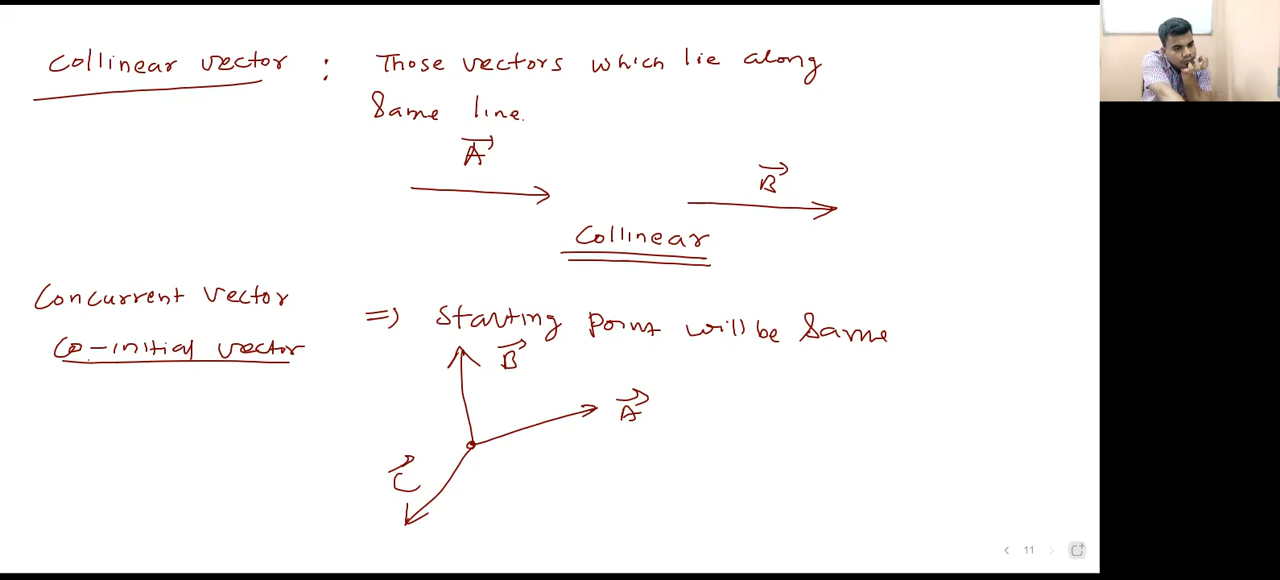 Collinear vector : Those vectors which lie along
Same line.
A
B
Collinear
Concurrent vector
Co-initial vector
=> Starting point will be Same
B
A
C
11